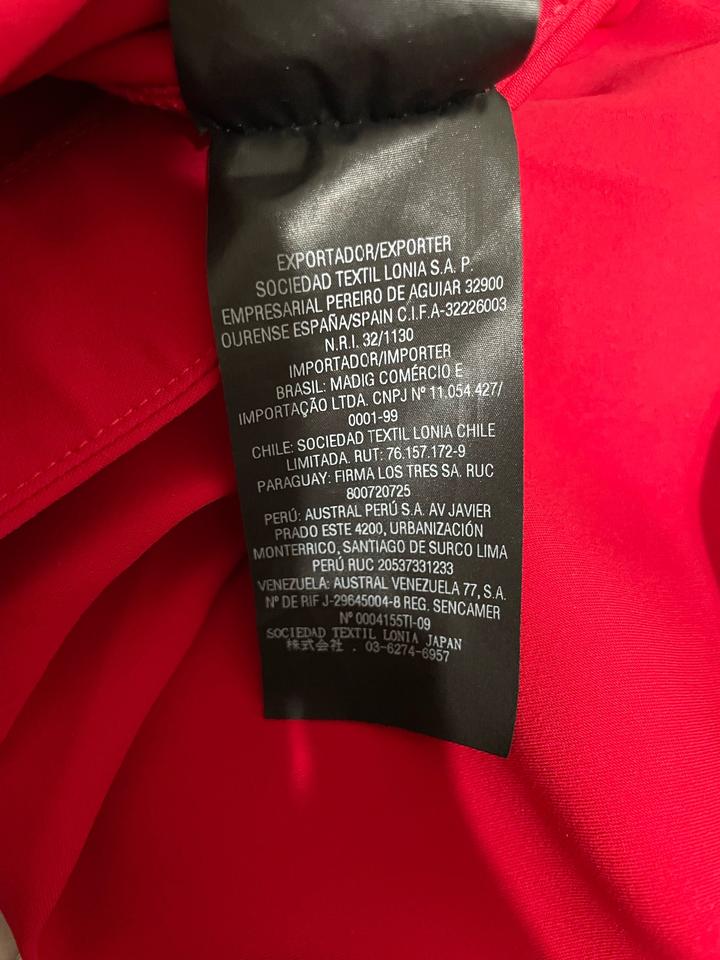 EXPORTADOR/EXPORTER
SOCIEDAD TEXTIL LONIA S.A. P.
EMPRESARIAL PEREIRO DE AGUIAR 32900
OURENSE ESPAÑA/SPAIN C.I.F.A-32226003
N.R.I. 32/1130
IMPORTADOR/IMPORTER
BRASIL: MADIG COMÉRCIO E
IMPORTAÇÃO LTDA. CNPJ Nº 11.054.427/
0001-99
CHILE: SOCIEDAD TEXTIL LONIA CHILE
LIMITADA. RUT: 76.157.172-9
PARAGUAY: FIRMA LOS TRES SA. RUC
800720725
PERÚ: AUSTRAL PERÚ S.A. AV JAVIER
PRADO ESTE 4200, URBANIZACIÓN
MONTERRICO, SANTIAGO DE SURCO LIMA
PERÚ RUC 20537331233
VENEZUELA: AUSTRAL VENEZUELA 77, S.A.
Nº DE RIF J-29645004-8 REG. SENCAMER
Nº 0004155TI-09
SOCIEDAD TEXTIL LONIA JAPAN
株式会社 . 03-6274-6957